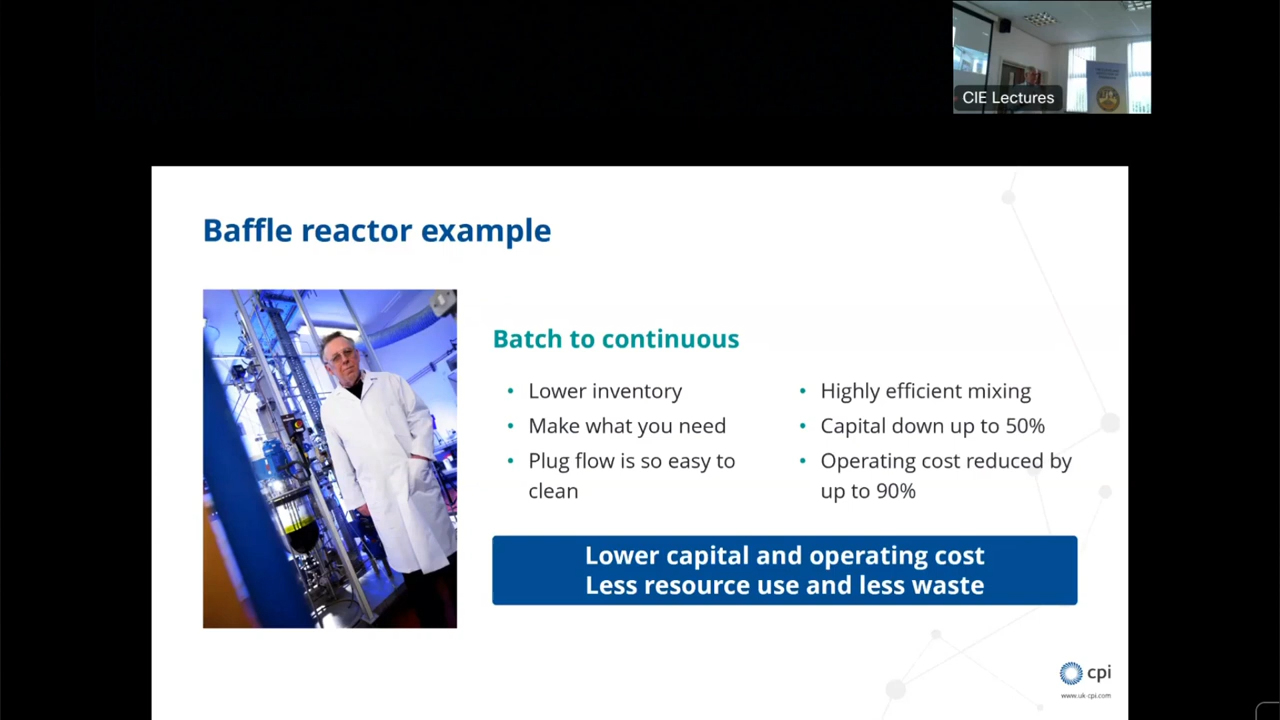 CIE Lectures
Baffle reactor example
Batch to continuous
• Lower inventory
• Make what you need
• Plug flow is so easy to
clean
• Highly efficient mixing
• Capital down up to 50%
• Operating cost reduced by
up to 90%
Lower capital and operating cost
Less resource use and less waste
cpi
www.uk-cpi.com